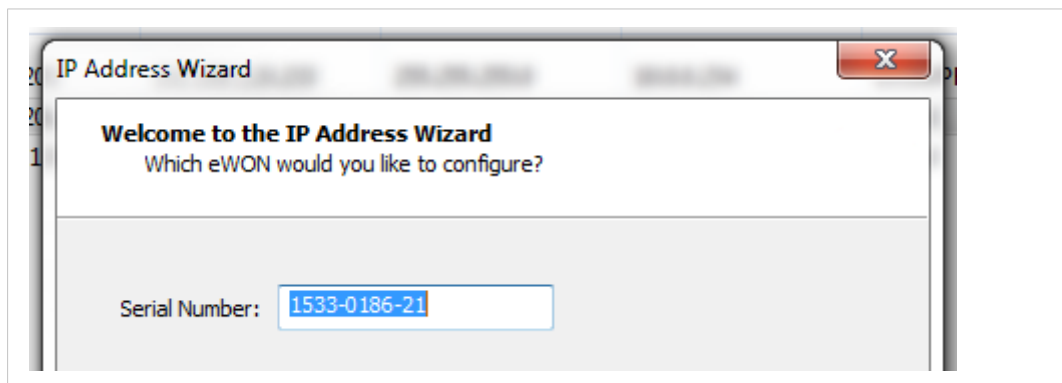 IP Address Wizard
Welcome to the IP Address Wizard
Which eWON would you like to configure?
Serial Number: 1533-0186-21